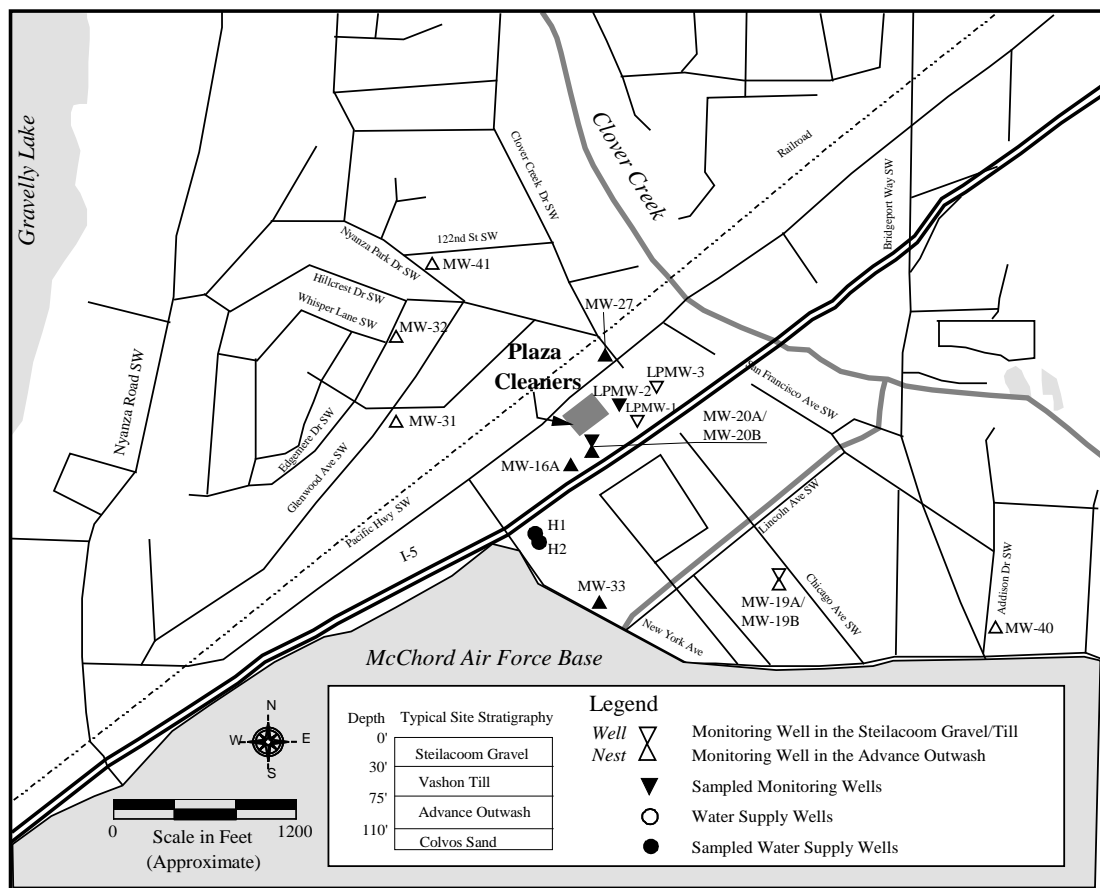 Gravelly Lake
Clover Creek
Clover Creek Dr SW
Railroad
Bridgeport Way SW
122nd St SW
Nyanza Park Dr SW
MW-41
Hillcrest Dr SW
Whisper Lane SW
MW-32
MW-27
Plaza
Cleaners
LPMW-3
LPMW-2
LPMW-1
San Francisco Ave SW
Nyanza Road SW
MW-31
MW-20A/
MW-20B
Edgemere Dr SW
Glenwood Ave SW
MW-16A
Pacific Hwy SW
Lincoln Ave SW
I-5
H1
H2
MW-33
Chicago Ave SW
Addison Dr SW
MW-19A/
MW-19B
New York Ave
MW-40
McChord Air Force Base
N
W
E
S
0
1200
Scale in Feet
(Approximate)
Depth
Typical Site Stratigraphy
0'
Steilacoom Gravel
30'
Vashon Till
75'
Advance Outwash
110'
Colvos Sand
Legend
Well
Nest
Monitoring Well in the Steilacoom Gravel/Till
Monitoring Well in the Advance Outwash
Sampled Monitoring Wells
Water Supply Wells
Sampled Water Supply Wells